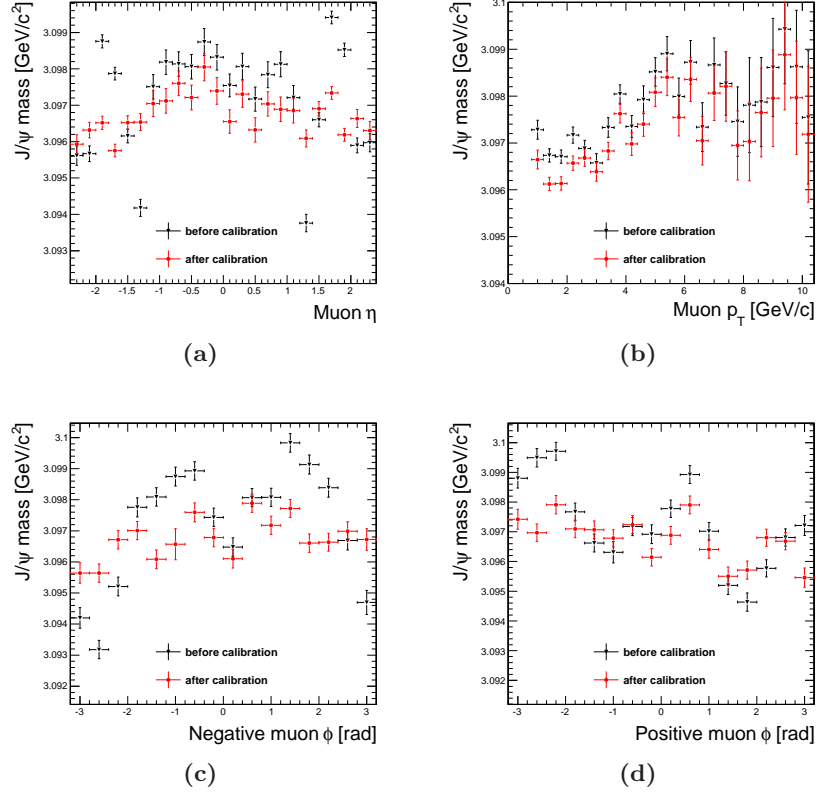 J/ψ mass [GeV/c2]
3.099
3.098
3.097
3.096
3.095
3.094
3.093
before calibration
after calibration
-2 -1.5 -1 -0.5 0 0.5 1 1.5 2
Muon η
(a)
J/ψ mass [GeV/c2]
3.1
3.099
3.098
3.097
3.096
3.095
3.094
before calibration
after calibration
0 2 4 6 8 10
Muon p_T [GeV/c]
(b)
J/ψ mass [GeV/c2]
3.1
3.099
3.098
3.097
3.096
3.095
3.094
3.093
3.092
before calibration
after calibration
-3 -2 -1 0 1 2 3
Negative muon ϕ [rad]
(c)
J/ψ mass [GeV/c2]
3.1
3.099
3.098
3.097
3.096
3.095
3.094
3.093
3.092
before calibration
after calibration
-3 -2 -1 0 1 2 3
Positive muon ϕ [rad]
(d)